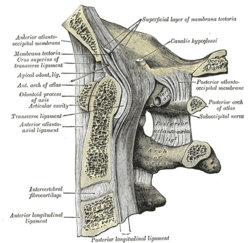 Superficial layer of membrana tectoria
Anterior atlanto-
occipital membrane
Canalis hypoglossi
Membrana tectoria
Crus superius of
transverse ligament
Apical odont. lig.
Ant. arch of atlas
Odontoid process
of axis
Articular cavity
Transverse ligament
Anterior atlanto-
axial ligament
Posterior atlanto-
occipital membrane
Posterior arch
of atlas
Suboccipital nerve
Arch
Intervertebral
fibrocartilage
Anterior longitudinal
ligament
Posterior longitudinal ligament